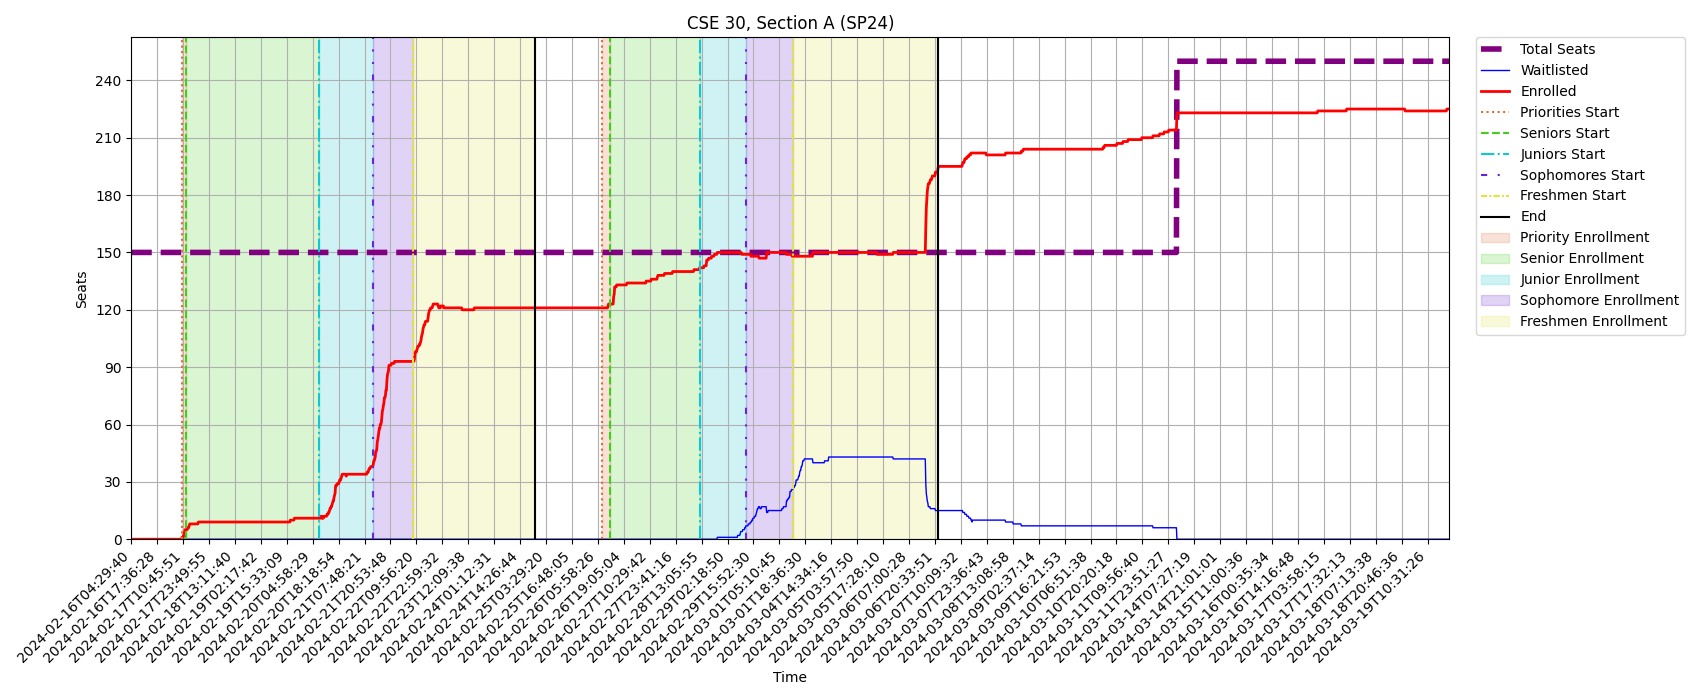 CSE 30, Section A (SP24)
Seats
240
210
180
150
120
90
60
30
0
2024-02-16T04:29:40
2024-02-16T17:36:28
2024-02-17T10:45:51
2024-02-17T23:49:55
2024-02-18T13:11:40
2024-02-19T02:17:42
2024-02-19T15:33:09
2024-02-20T04:58:29
2024-02-20T18:18:54
2024-02-21T07:48:21
2024-02-21T20:53:48
2024-02-22T09:56:20
2024-02-22T22:59:32
2024-02-23T12:09:38
2024-02-24T01:12:31
2024-02-24T14:26:44
2024-02-25T03:29:20
2024-02-25T16:48:05
2024-02-26T05:58:26
2024-02-26T19:05:04
2024-02-27T10:29:42
2024-02-27T23:41:16
2024-02-28T13:05:55
2024-02-29T02:18:50
2024-02-29T15:52:30
2024-03-01T05:10:45
2024-03-01T18:36:30
2024-03-04T14:34:16
2024-03-05T03:57:50
2024-03-05T17:28:10
2024-03-06T07:00:28
2024-03-06T20:33:51
2024-03-07T10:09:32
2024-03-07T23:36:43
2024-03-08T13:08:58
2024-03-09T02:37:14
2024-03-09T16:21:53
2024-03-10T06:51:38
2024-03-10T20:20:18
2024-03-11T09:56:40
2024-03-11T23:51:27
2024-03-14T07:27:19
2024-03-14T21:01:01
2024-03-15T11:00:36
2024-03-16T00:35:34
2024-03-16T14:16:48
2024-03-17T03:58:15
2024-03-17T17:32:13
2024-03-18T07:13:38
2024-03-18T20:46:36
2024-03-19T10:31:26
Time
Total Seats
Waitlisted
Enrolled
Priorities Start
Seniors Start
Juniors Start
Sophomores Start
Freshmen Start
End
Priority Enrollment
Senior Enrollment
Junior Enrollment
Sophomore Enrollment
Freshmen Enrollment